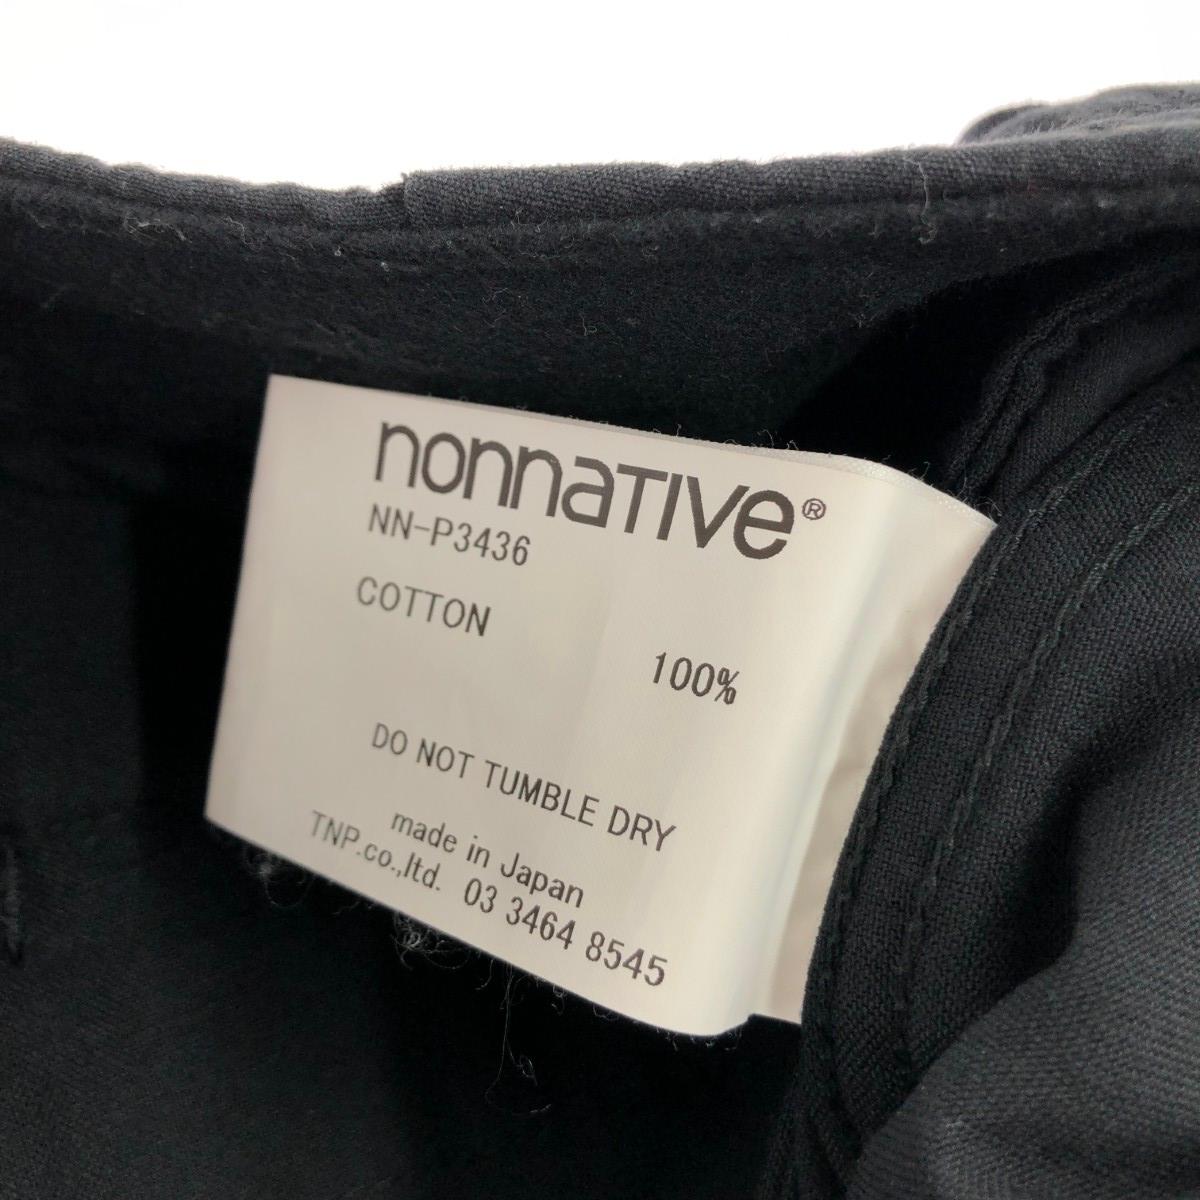 nonnaTIVe®
NN-P3436
COTTON
100%
DO NOT TUMBLE DRY
made in Japan
TNP.co.,ltd. 03 3464 8545